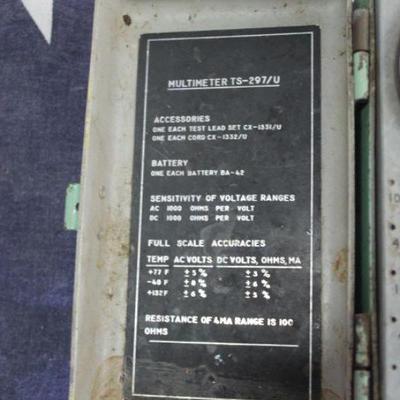 MULTIMETER TS-297/U
ACCESSORIES
ONE EACH TEST LEAD SET CX-1331/U
ONE EACH CORD CX-1332/U
BATTERY
ONE EACH BATTERY BA-42
SENSITIVITY OF VOLTAGE RANGES
AC 1000 OHMS PER VOLT
DC 1000 OHMS PER VOLT
FULL SCALE ACCURACIES
TEMP AC VOLTS DC VOLTS, OHMS, MA
+77 F ±5% ±3%
-40 F ±8% ±6%
+132 F ±6% ±5%
RESISTANCE OF 4MA RANGE IS 100
OHMS